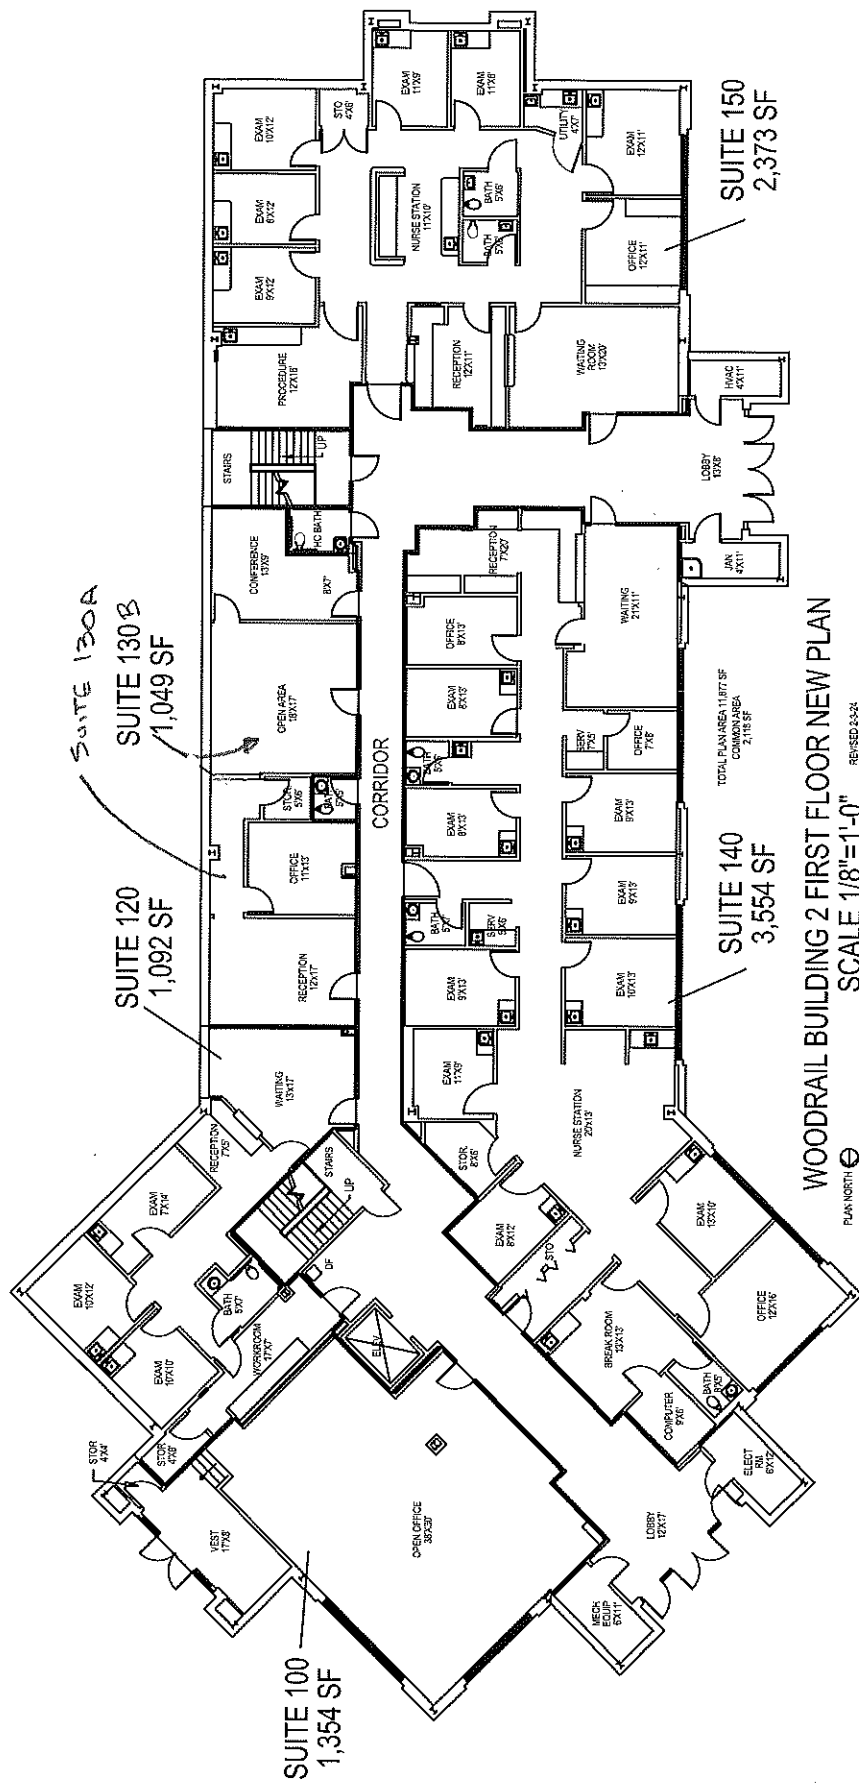 SUITE 100
1,354 SF
SUITE 120
1,092 SF
SUITE 130A
SUITE 130B
1,049 SF
SUITE 140
3,554 SF
SUITE 150
2,373 SF
STOR
4'X4'
STOR
4'X8'
VEST
17'X8'
OPEN OFFICE
MECH
EQUIP
LOBBY
12'X17'
ELECT
RM
6'X12'
ELEV
WORKROOM
17'X7'
BATH
5'X7'
EXAM
10'X10'
EXAM
10'X12'
EXAM
7'X14'
RECEPTION
7'X5'
WAITING
13'X17'
STAIRS
UP
DF
RECEPTION
12'X17'
OFFICE
11'X13'
STOR
5'X6'
OPEN AREA
18'X17'
CONFERENCE
13'X9'
8'X7'
HC BATH
STAIRS
UP
CORRIDOR
PROCEDURE
12'X16'
EXAM
9'X12'
EXAM
8'X12'
EXAM
10'X12'
STO
4'X6'
EXAM
11'X9'
EXAM
11'X8'
UTILITY
4'X7'
EXAM
12'X11'
OFFICE
12'X11'
NURSE STATION
11'X10'
BATH
5'X6'
BATH
RECEPTION
12'X11'
WAITING
ROOM
13'X20'
HVAC
4'X11'
LOBBY
13'X8'
JAN
4'X11'
RECEPTION
7'X20'
WAITING
21'X11'
OFFICE
8'X13'
EXAM
8'X13'
EXAM
8'X13'
SERV
7'X5'
OFFICE
7'X8'
EXAM
9'X13'
EXAM
9'X13'
EXAM
10'X13'
BATH
SERV
5'X6'
EXAM
9'X13'
EXAM
11'X9'
STOR.
8'X6'
NURSE STATION
20'X13'
EXAM
8'X12'
STO
EXAM
13'X10'
OFFICE
12'X16'
BREAK ROOM
13'X13'
COMPUTER
9'X6'
BATH
8'X5'
TOTAL PLAN AREA 11,877 SF
COMMON AREA
2,118 SF
WOODRAIL BUILDING 2 FIRST FLOOR NEW PLAN
PLAN NORTH
SCALE 1/8"=1'-0"
REVISED 2-3-24